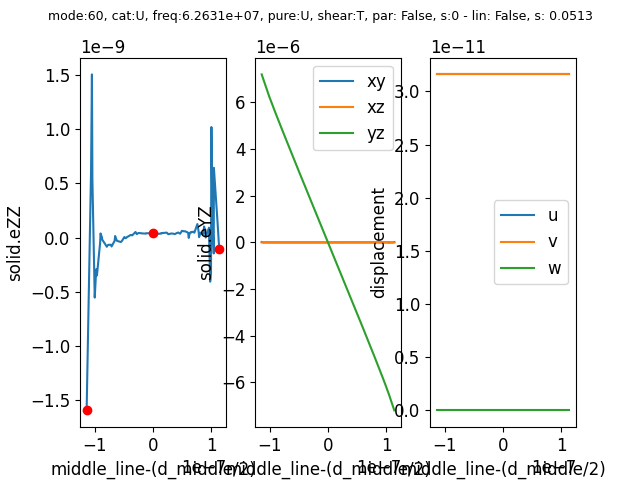 mode:60, cat:U, freq:6.2631e+07, pure:U, shear:T, par: False, s:0 - lin: False, s: 0.0513
1e−9
1e−6
1e−11
1.5
1.0
0.5
0.0
−0.5
−1.0
−1.5
solid.eZZ
−1
0
1
1e−7
middle_line-(d_middle/2)
6
4
2
0
−2
−4
−6
solid.eYZ
xy
xz
yz
−1
0
1
1e−7
middle_line-(d_middle/2)
3.0
2.5
2.0
1.5
1.0
0.5
0.0
displacement
u
v
w
−1
0
1
1e−7
middle_line-(d_middle/2)